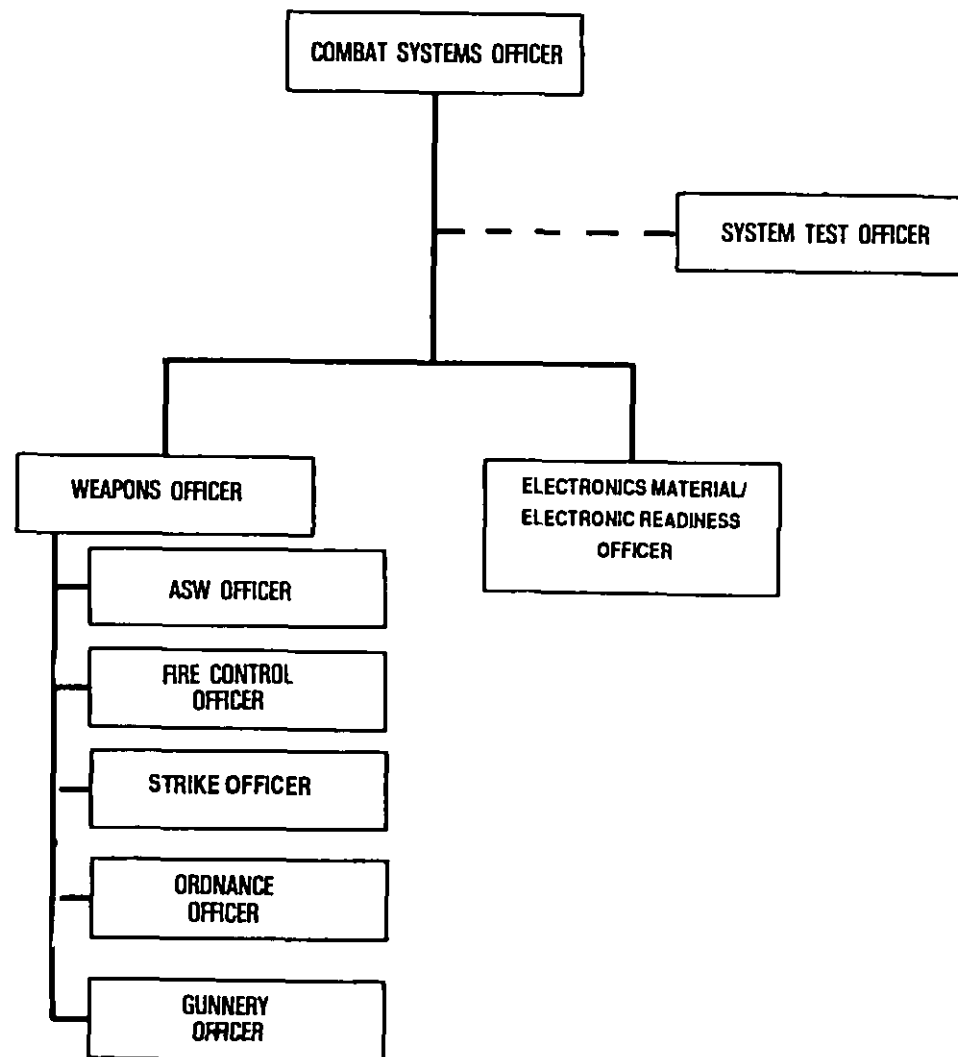 COMBAT SYSTEMS OFFICER
SYSTEM TEST OFFICER
WEAPONS OFFICER
ELECTRONICS MATERIAL/
ELECTRONIC READINESS
OFFICER
ASW OFFICER
FIRE CONTROL
OFFICER
STRIKE OFFICER
ORDNANCE
OFFICER
GUNNERY
OFFICER